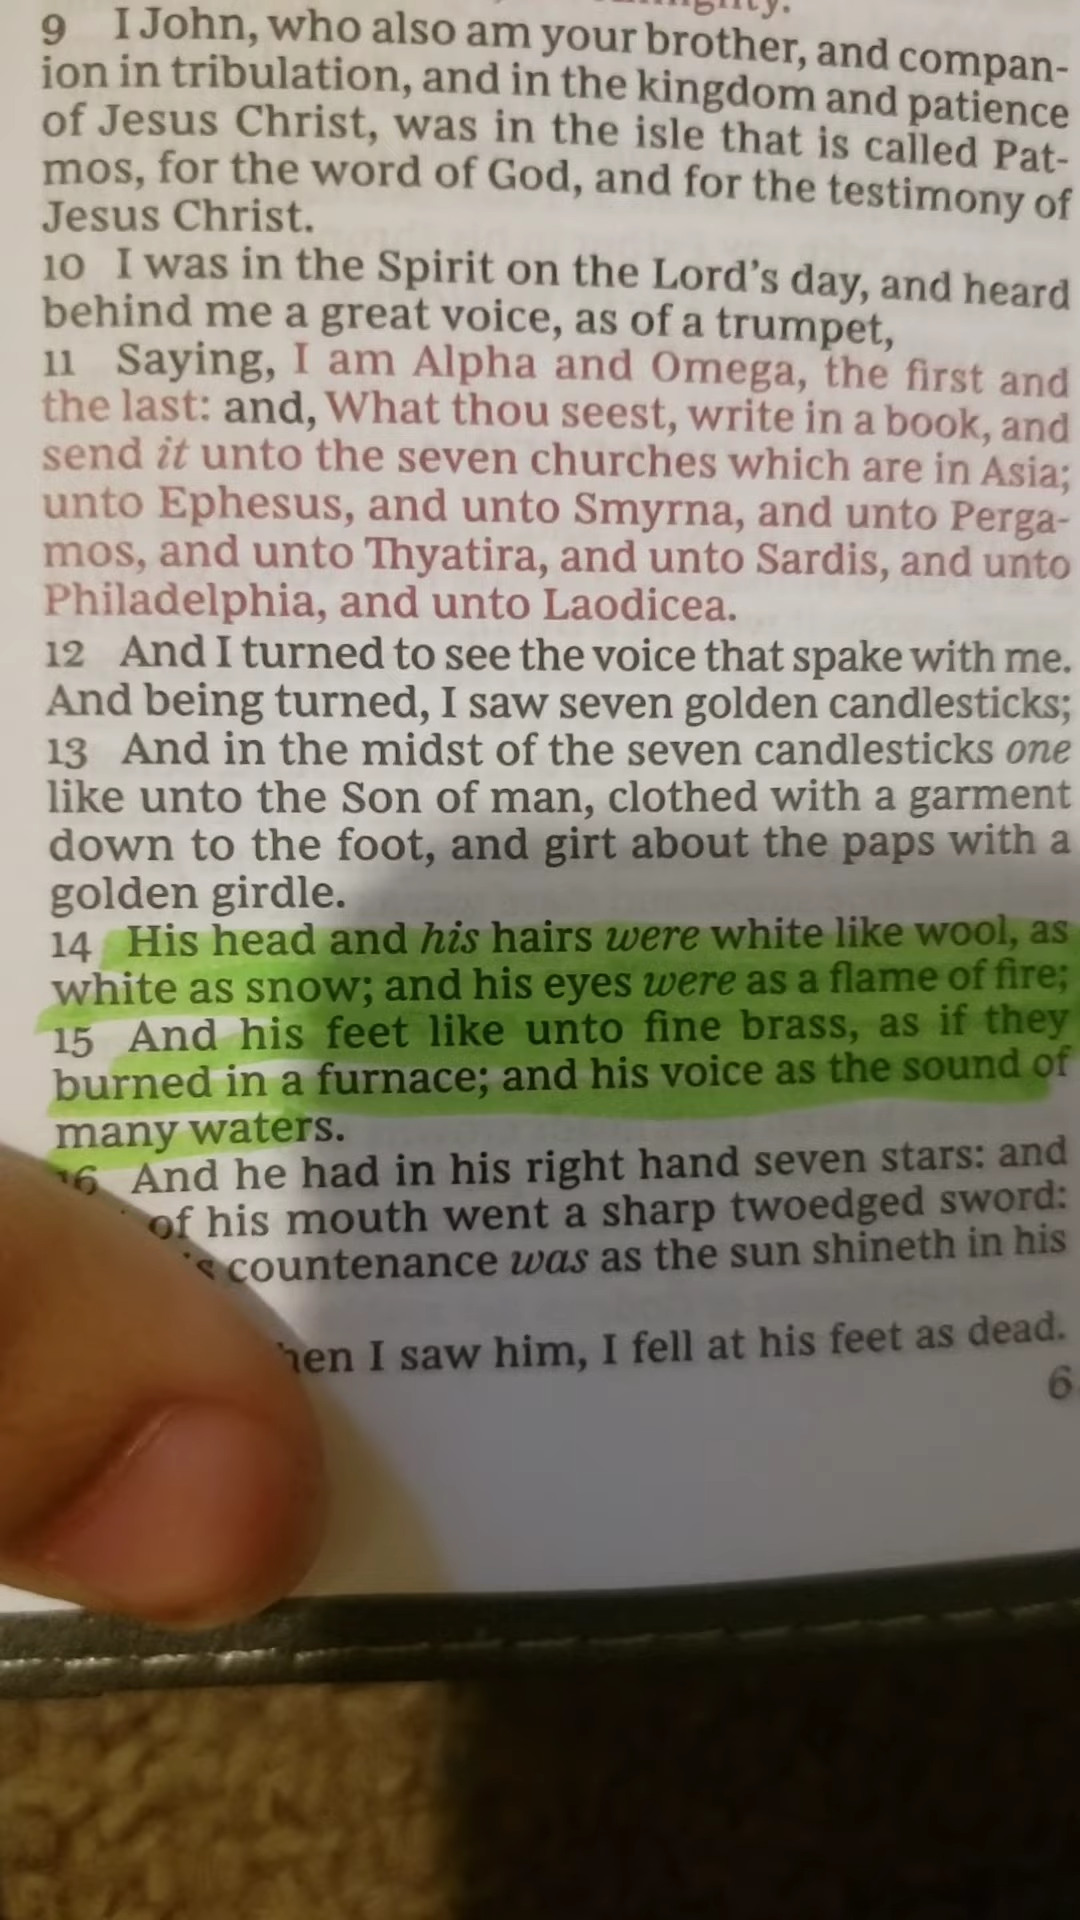 9 I John, who also am your brother, and compan-
ion in tribulation, and in the kingdom and patience
of Jesus Christ, was in the isle that is called Pat-
mos, for the word of God, and for the testimony of
Jesus Christ.
10 I was in the Spirit on the Lord's day, and heard
behind me a great voice, as of a trumpet,
11 Saying, I am Alpha and Omega, the first and
the last: and, What thou seest, write in a book, and
send it unto the seven churches which are in Asia;
unto Ephesus, and unto Smyrna, and unto Perga-
mos, and unto Thyatira, and unto Sardis, and unto
Philadelphia, and unto Laodicea.
12 And I turned to see the voice that spake with me.
And being turned, I saw seven golden candlesticks;
13 And in the midst of the seven candlesticks one
like unto the Son of man, clothed with a garment
down to the foot, and girt about the paps with a
golden girdle.
14 His head and his hairs were white like wool, as
white as snow; and his eyes were as a flame of fire;
15 And his feet like unto fine brass, as if they
burned in a furnace; and his voice as the sound of
many waters.
16 And he had in his right hand seven stars: and
of his mouth went a sharp twoedged sword:
countenance was as the sun shineth in his
I saw him, I fell at his feet as dead.
6